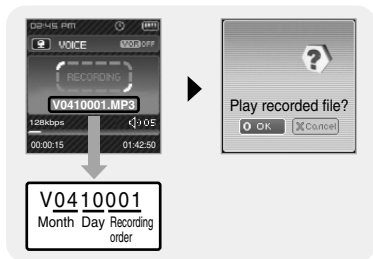 02:45 PM
VOICE VOR OFF
RECORDING
V0410001.MP3
128kbps 05
00:00:15 01:42:50
Play recorded file?
O OK X Cancel
V0410001
Month Day Recording
order